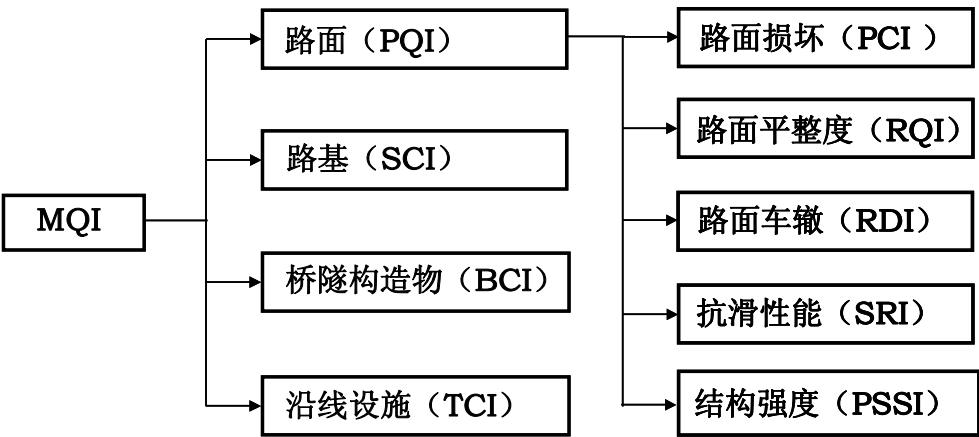 MQI
路面（PQI）
路基（SCI）
桥隧构造物（BCI）
沿线设施（TCI）
路面损坏（PCI ）
路面平整度（RQI）
路面车辙（RDI）
抗滑性能（SRI）
结构强度（PSSI）